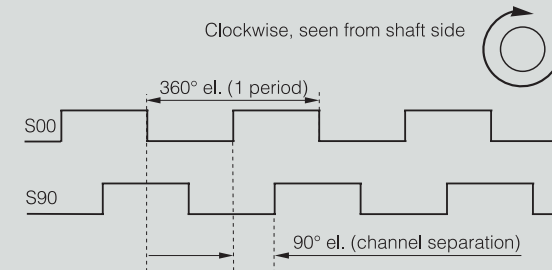 Clockwise, seen from shaft side
360° el. (1 period)
S00
S90
90° el. (channel separation)